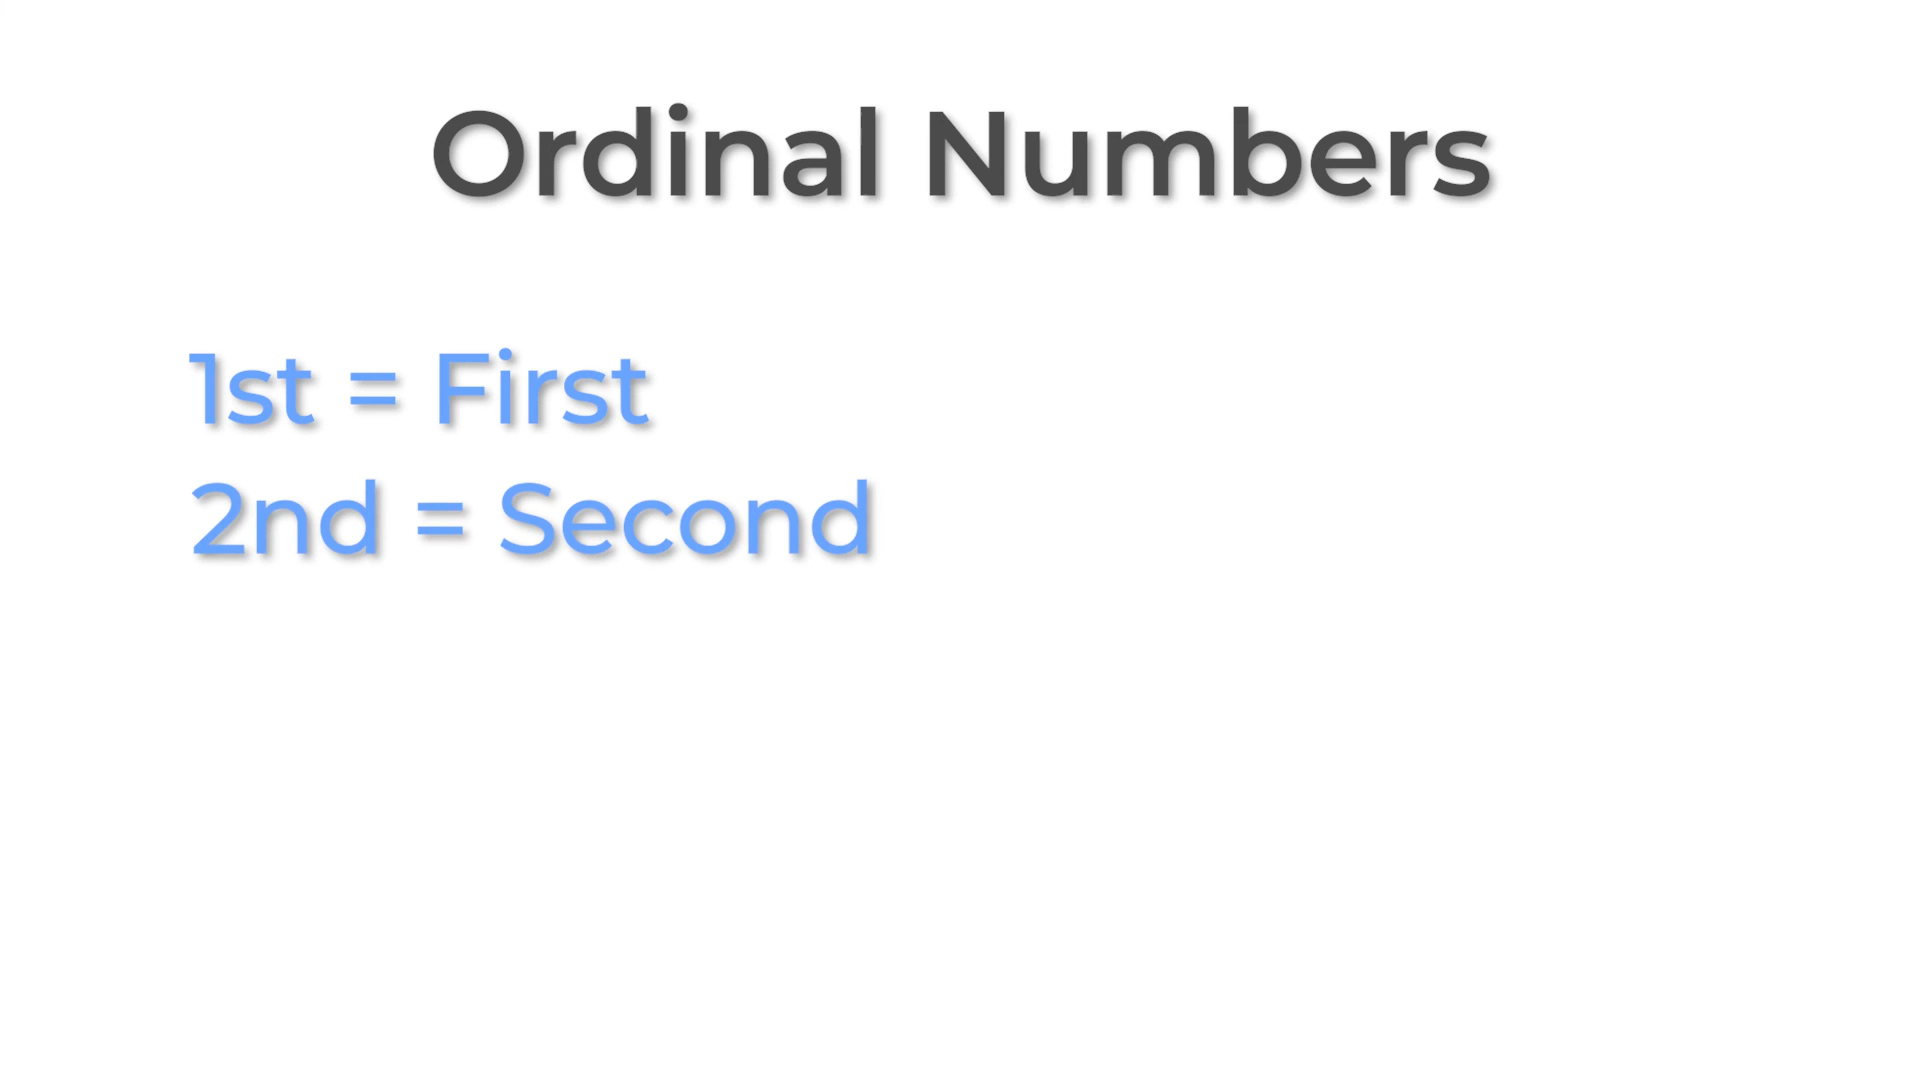 Ordinal Numbers
1st = First
2nd = Second